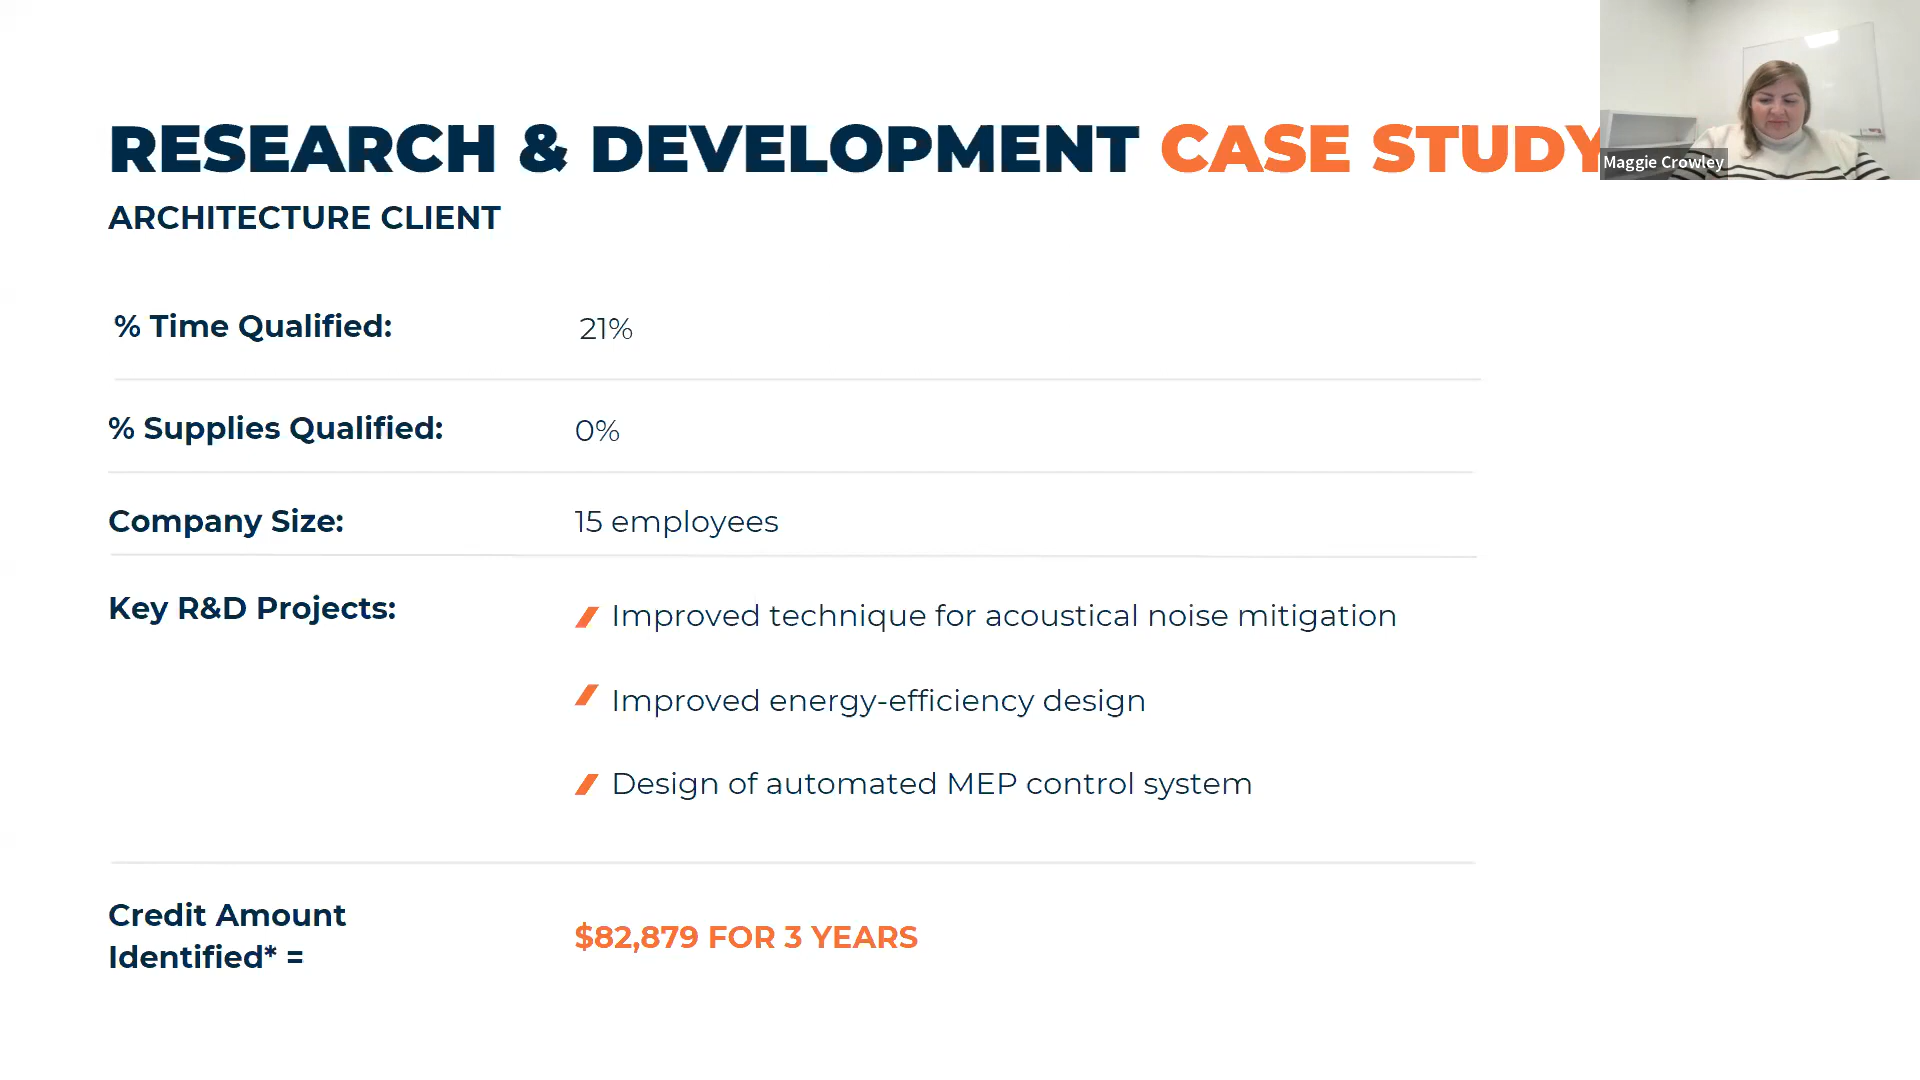 RESEARCH & DEVELOPMENT CASE STUDY
Maggie Crowley
ARCHITECTURE CLIENT
% Time Qualified: 21%
% Supplies Qualified: 0%
Company Size: 15 employees
Key R&D Projects: Improved technique for acoustical noise mitigation
Improved energy-efficiency design
Design of automated MEP control system
Credit Amount
Identified* =
$82,879 FOR 3 YEARS